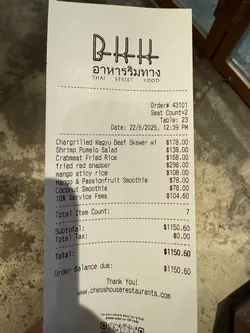 BHH
อาหารริมทาง
THAI STREET FOOD
Order# 43101
Seat Count=2
Table: 23
Date: 22/6/2025, 12:39 PM
Chargrilled Wagyu Beef Skewer wi $178.00
Shrimp Pomelo Salad $138.00
Crabmeat Fried Rice $168.00
fried red snapper $298.00
mango sticy rice $108.00
Mango & Passionfruit Smoothie $78.00
Coconut Smoothie $78.00
10% Service Fees $104.60
Total Item Count: 7
Subtotal: $1150.60
Total Tax: $0.00
Total: $1150.60
Order Balance due: $1150.60
Thank You!
www.chesshouserestaurants.com